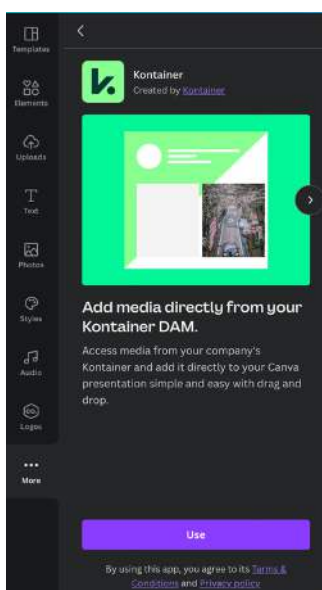 Templates
Elements
Uploads
Text
Photos
Styles
Audio
CO.
Logos
More
Kontainer
Created by Kontainer
Add media directly from your
Kontainer DAM.
Access media from your company's
Kontainer and add it directly to your Canva
presentation simple and easy with drag and
drop.
Use
By using this app, you agree to its Terms &
Conditions and Privacy policy